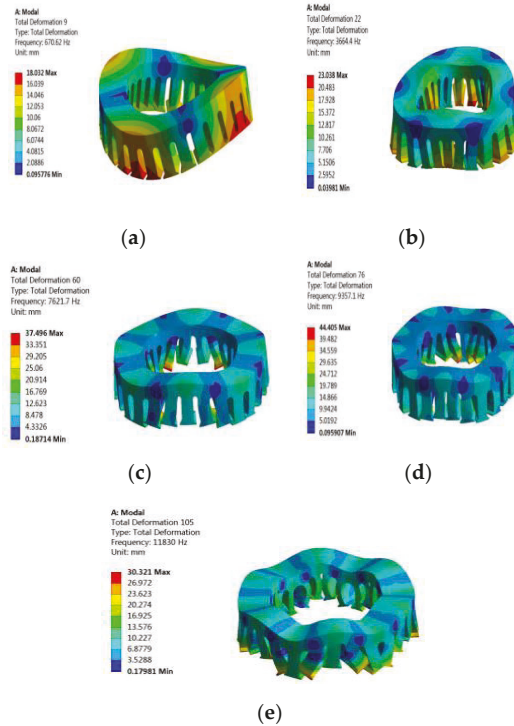 A: Modal
Total Deformation 9
Type: Total Deformation
Frequency: 670.62 Hz
Unit: mm
18.032 Max
16.039
14.046
12.053
10.06
8.0672
6.0744
4.0815
2.0886
0.095776 Min
(a)
A: Modal
Total Deformation 22
Type: Total Deformation
Frequency: 3664.4 Hz
Unit: mm
23.038 Max
20.483
17.928
15.372
12.817
10.261
7.706
5.1506
2.5952
0.03981 Min
(b)
A: Modal
Total Deformation 60
Type: Total Deformation
Frequency: 7621.7 Hz
Unit: mm
37.496 Max
33.351
29.205
25.06
20.914
16.769
12.623
8.478
4.3326
0.18714 Min
(c)
A: Modal
Total Deformation 76
Type: Total Deformation
Frequency: 9357.1 Hz
Unit: mm
44.405 Max
39.482
34.559
29.635
24.712
19.789
14.866
9.9424
5.0192
0.095907 Min
(d)
A: Modal
Total Deformation 105
Type: Total Deformation
Frequency: 11830 Hz
Unit: mm
30.321 Max
26.972
23.623
20.274
16.925
13.576
10.227
6.8779
3.5288
0.17981 Min
(e)